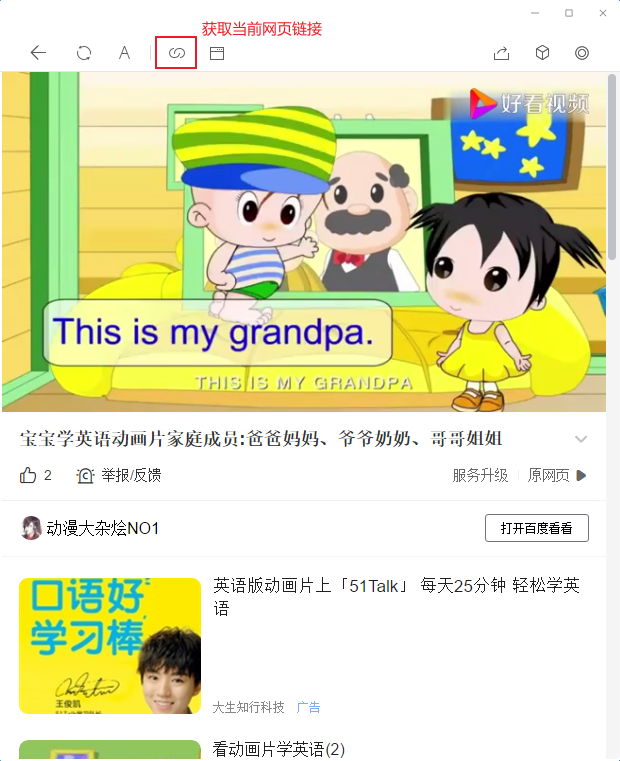 获取当前网页链接
A
好看视频
This is my grandpa.
THIS IS MY GRANDPA
宝宝学英语动画片家庭成员:爸爸妈妈、爷爷奶奶、哥哥姐姐
2 举报/反馈 服务升级 原网页
动漫大杂烩NO1 打开百度看看
口语好
学习棒
王俊凯
英语版动画片上「51Talk」 每天25分钟 轻松学英
语
大生知行科技 广告
看动画片学英语(2)